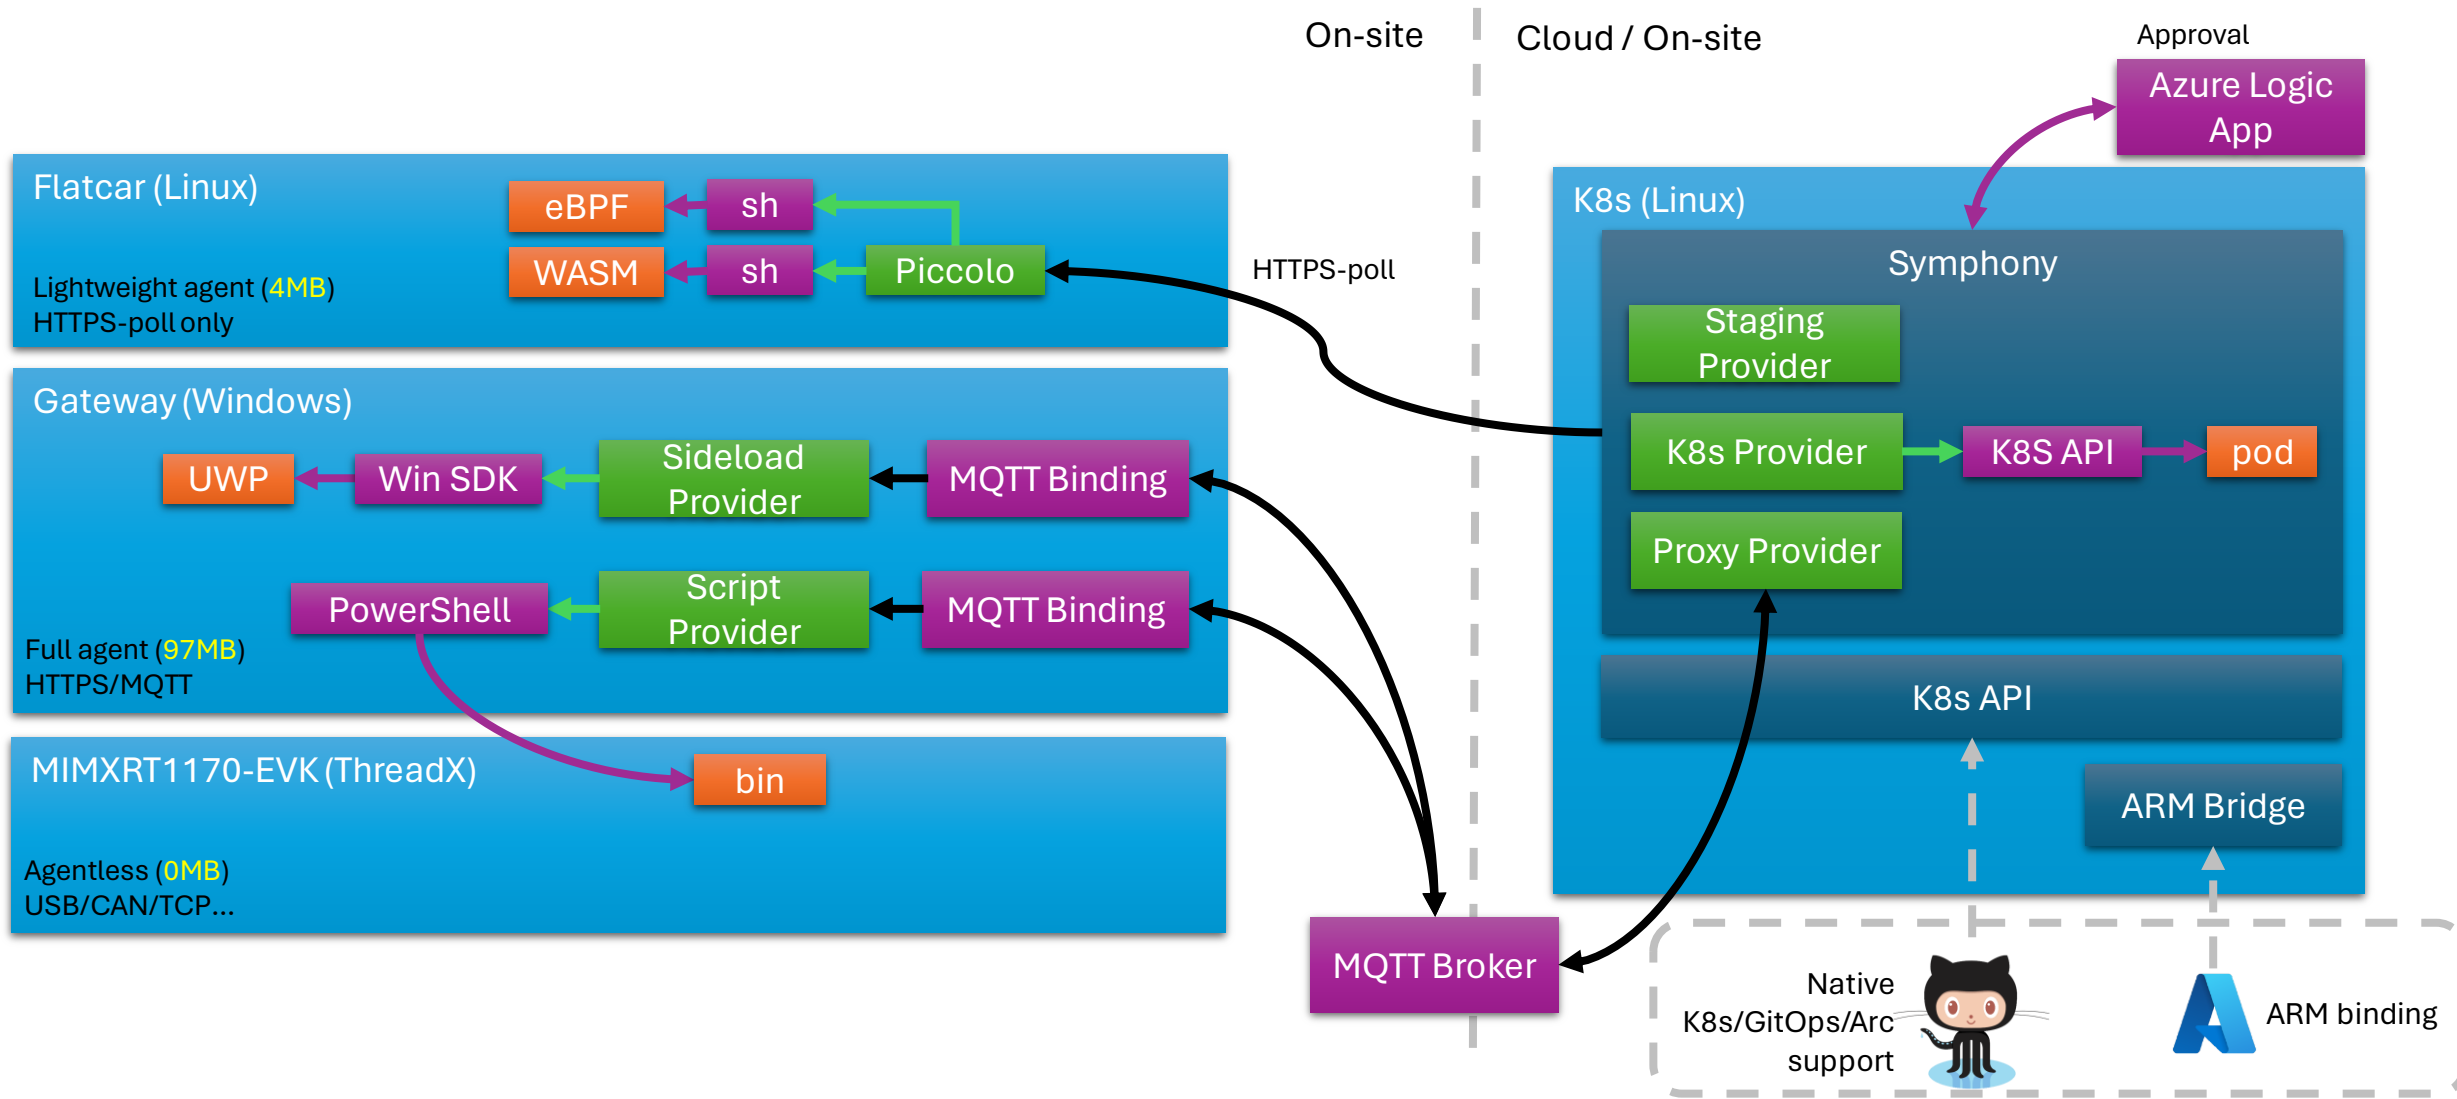 On-site
Cloud / On-site
Approval
Azure Logic
App
Flatcar (Linux)
eBPF
sh
WASM
sh
Piccolo
Lightweight agent (4MB)
HTTPS-poll only
HTTPS-poll
Gateway (Windows)
UWP
Win SDK
Sideload
Provider
MQTT Binding
PowerShell
Script
Provider
MQTT Binding
Full agent (97MB)
HTTPS/MQTT
MIMXRT1170-EVK (ThreadX)
bin
Agentless (0MB)
USB/CAN/TCP...
MQTT Broker
K8s (Linux)
Symphony
Staging
Provider
K8s Provider
K8S API
pod
Proxy Provider
K8s API
ARM Bridge
Native
K8s/GitOps/Arc
support
ARM binding